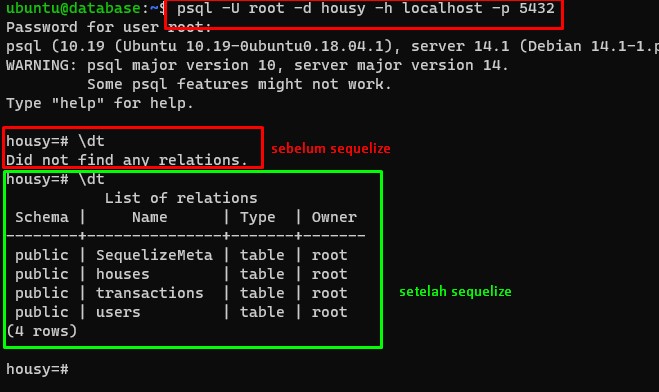 ubuntu@database:~$ psql -U root -d housy -h localhost -p 5432
Password for user root:
psql (10.19 (Ubuntu 10.19-0ubuntu0.18.04.1), server 14.1 (Debian 14.1-1.p
WARNING: psql major version 10, server major version 14.
         Some psql features might not work.
Type "help" for help.

housy=# \dt
Did not find any relations.
sebelum sequelize
housy=# \dt
             List of relations
 Schema |     Name      | Type  | Owner
--------+---------------+-------+-------
 public | SequelizeMeta | table | root
 public | houses        | table | root
 public | transactions  | table | root
 public | users         | table | root
(4 rows)
setelah sequelize

housy=#